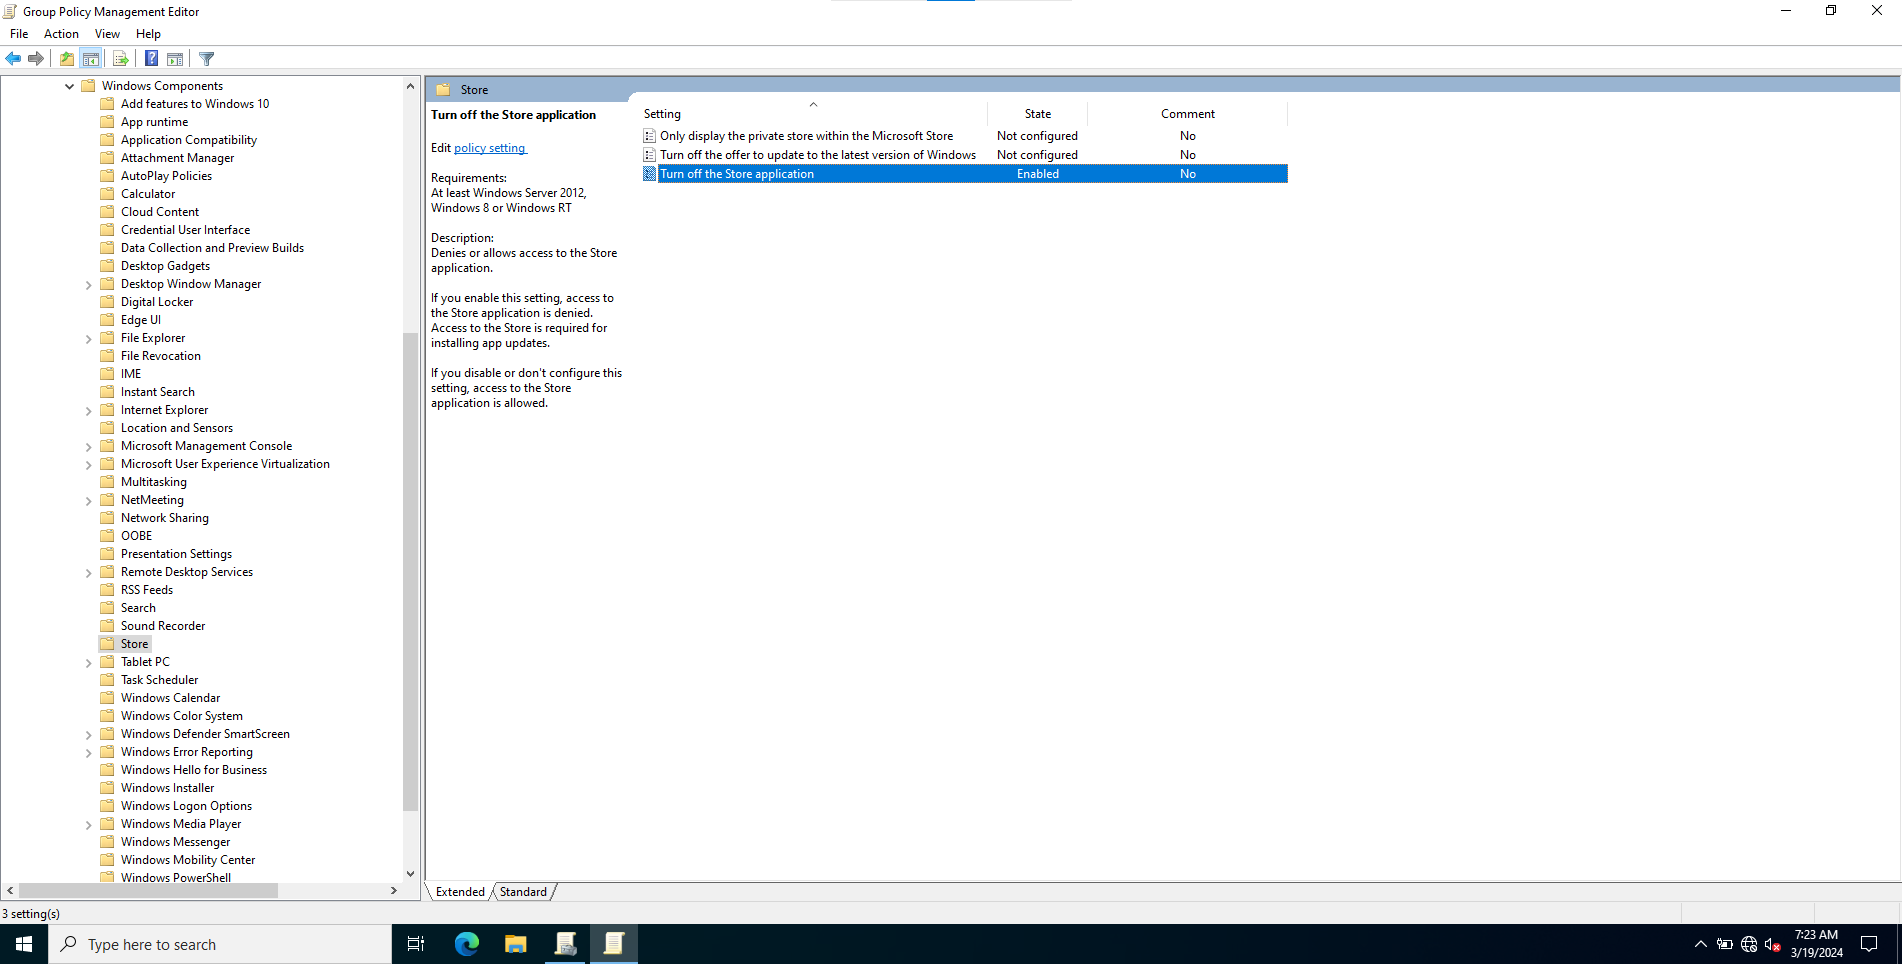 Group Policy Management Editor
File Action View Help
Windows Components
Add features to Windows 10
App runtime
Application Compatibility
Attachment Manager
AutoPlay Policies
Calculator
Cloud Content
Credential User Interface
Data Collection and Preview Builds
Desktop Gadgets
Desktop Window Manager
Digital Locker
Edge UI
File Explorer
File Revocation
IME
Instant Search
Internet Explorer
Location and Sensors
Microsoft Management Console
Microsoft User Experience Virtualization
Multitasking
NetMeeting
Network Sharing
OOBE
Presentation Settings
Remote Desktop Services
RSS Feeds
Search
Sound Recorder
Store
Tablet PC
Task Scheduler
Windows Calendar
Windows Color System
Windows Defender SmartScreen
Windows Error Reporting
Windows Hello for Business
Windows Installer
Windows Logon Options
Windows Media Player
Windows Messenger
Windows Mobility Center
Windows PowerShell
Store
Turn off the Store application
Edit policy setting
Requirements:
At least Windows Server 2012,
Windows 8 or Windows RT
Description:
Denies or allows access to the Store
application.
If you enable this setting, access to
the Store application is denied.
Access to the Store is required for
installing app updates.
If you disable or don't configure this
setting, access to the Store
application is allowed.
Setting State Comment
Only display the private store within the Microsoft Store Not configured No
Turn off the offer to update to the latest version of Windows Not configured No
Turn off the Store application Enabled No
Extended Standard
3 setting(s)
Type here to search
7:23 AM
3/19/2024